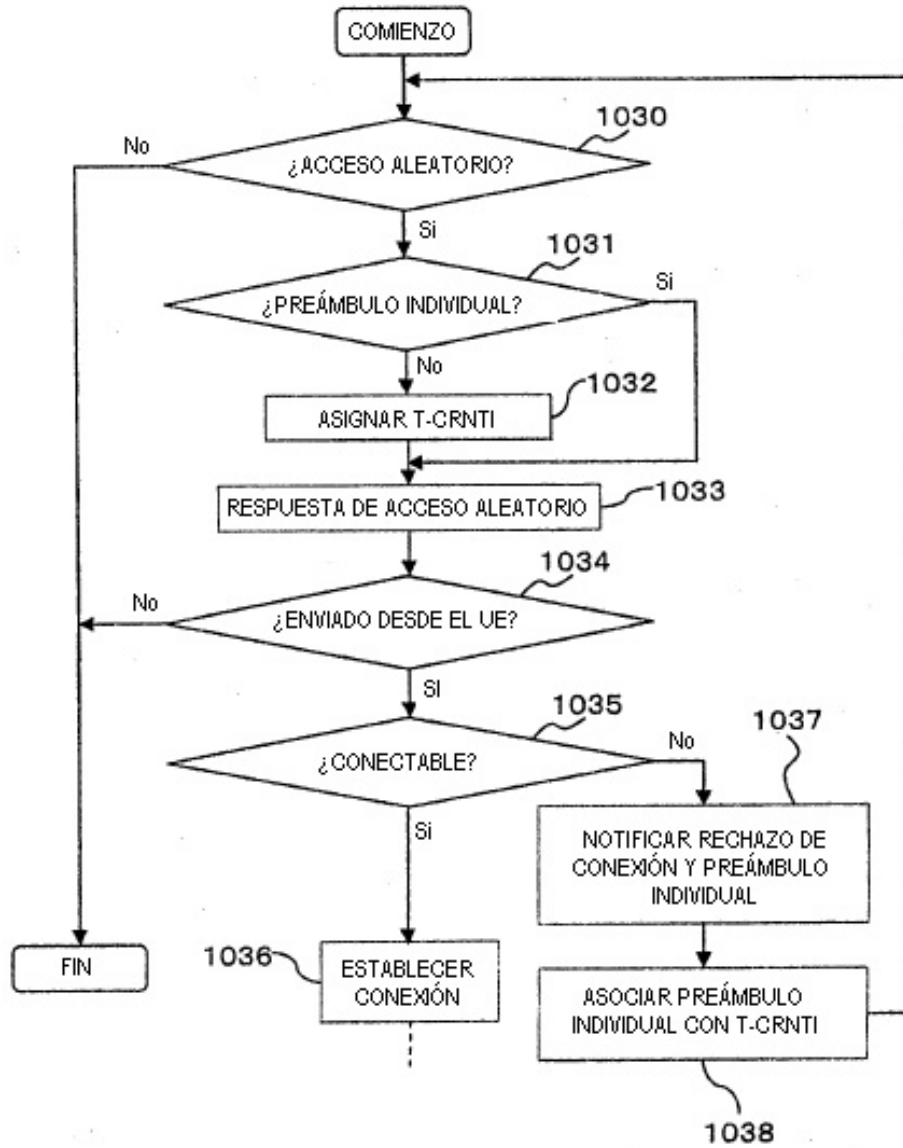 COMIENZO
1030
No
¿ACCESO ALEATORIO?
Si
1031
Si
¿PREÁMBULO INDIVIDUAL?
No
1032
ASIGNAR T-CRNTI
1033
RESPUESTA DE ACCESO ALEATORIO
1034
No
¿ENVIADO DESDE EL UE?
SI
1035
No
1037
¿CONECTABLE?
Si
NOTIFICAR RECHAZO DE
CONEXIÓN Y PREÁMBULO
INDIVIDUAL
FIN
1036
ESTABLECER
CONEXIÓN
ASOCIAR PREÁMBULO
INDIVIDUAL CON T-CRNTI
1038